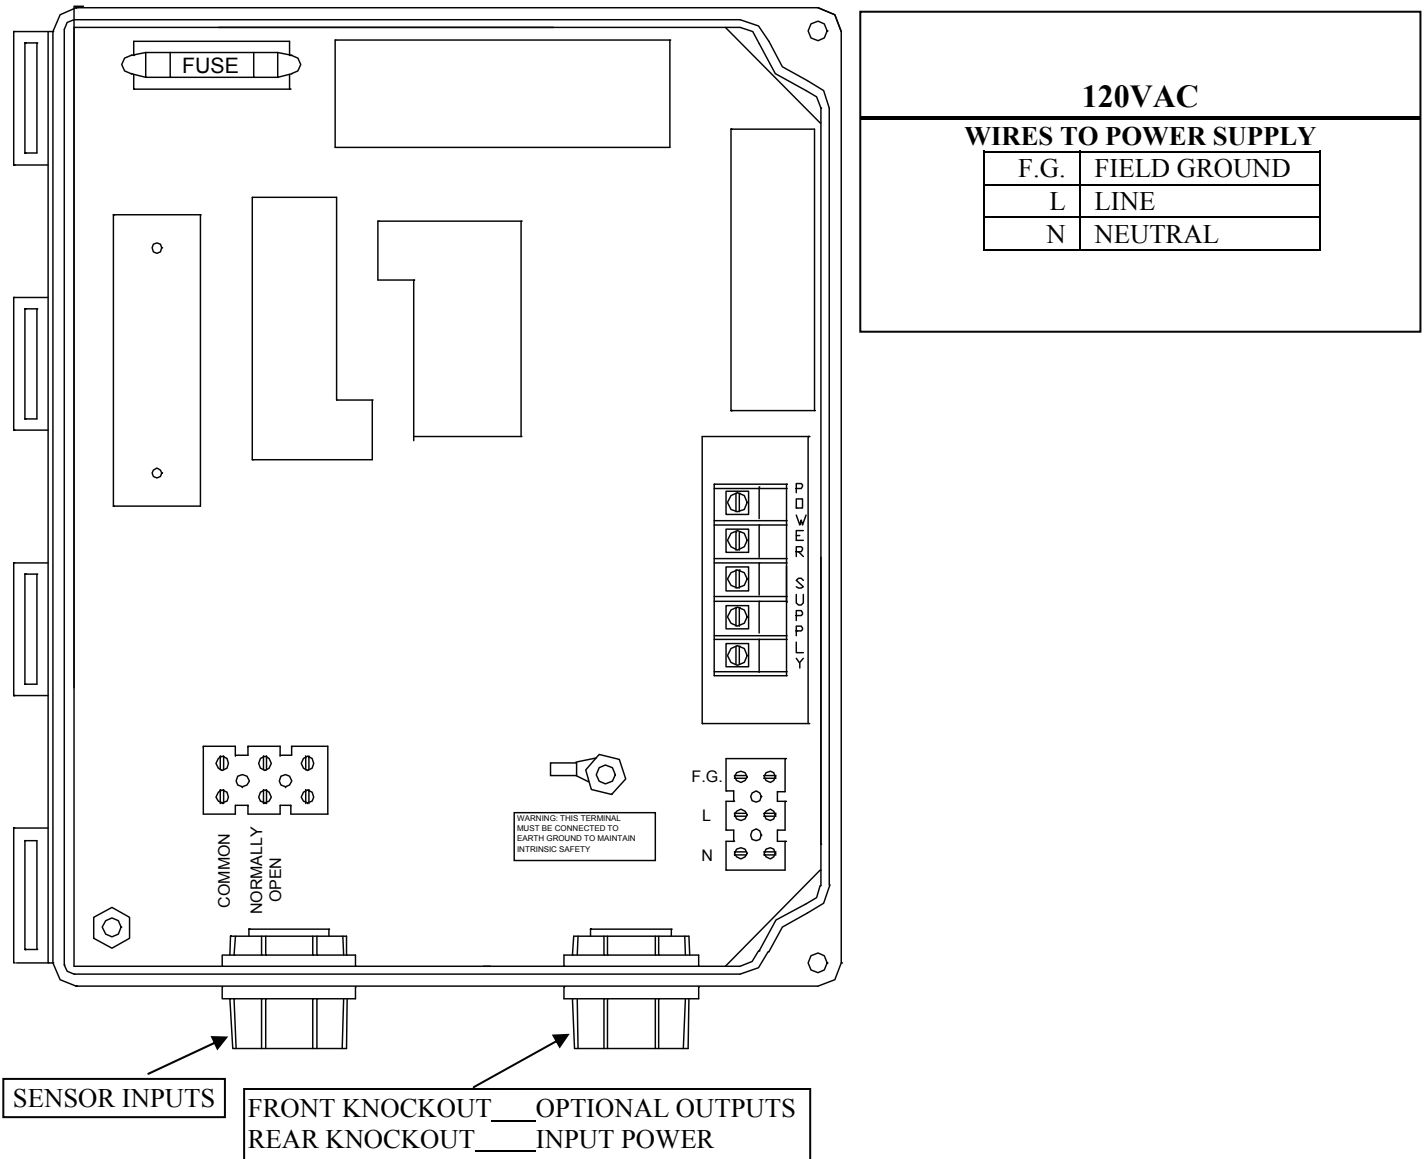 FUSE
120VAC
WIRES TO POWER SUPPLY
F.G. FIELD GROUND
L LINE
N NEUTRAL
POWER SUPPLY
F.G.
L
N
WARNING: THIS TERMINAL
MUST BE CONNECTED TO
EARTH GROUND TO MAINTAIN
INTRINSIC SAFETY
COMMON
NORMALLY
OPEN
SENSOR INPUTS
FRONT KNOCKOUT___OPTIONAL OUTPUTS
REAR KNOCKOUT____INPUT POWER